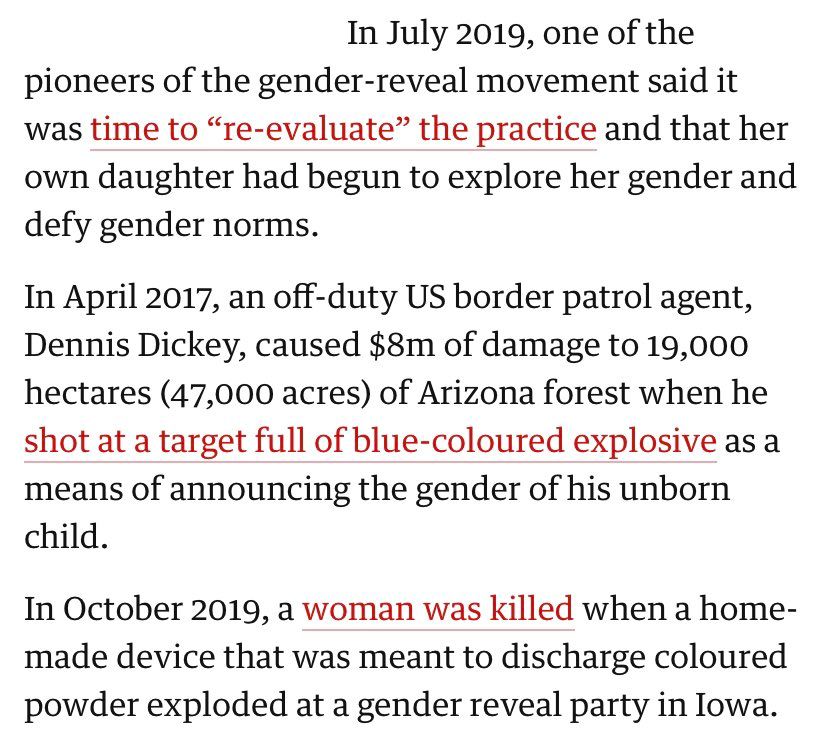 In July 2019, one of the
pioneers of the gender-reveal movement said it
was time to “re-evaluate” the practice and that her
own daughter had begun to explore her gender and
defy gender norms.
In April 2017, an off-duty US border patrol agent,
Dennis Dickey, caused $8m of damage to 19,000
hectares (47,000 acres) of Arizona forest when he
shot at a target full of blue-coloured explosive as a
means of announcing the gender of his unborn
child.
In October 2019, a woman was killed when a home-
made device that was meant to discharge coloured
powder exploded at a gender reveal party in Iowa.